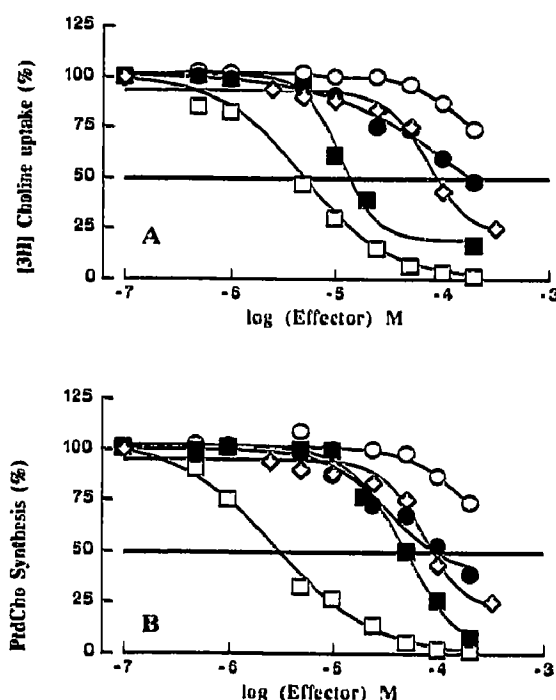 125
100
75
50
25
0
[3H] Choline uptake (%)
A
-7 -6 -5 -4 -3
log (Effector) M
125
100
75
50
25
0
PtdCho Synthesis (%)
B
-7 -6 -5 -4 -3
log (Effector) M